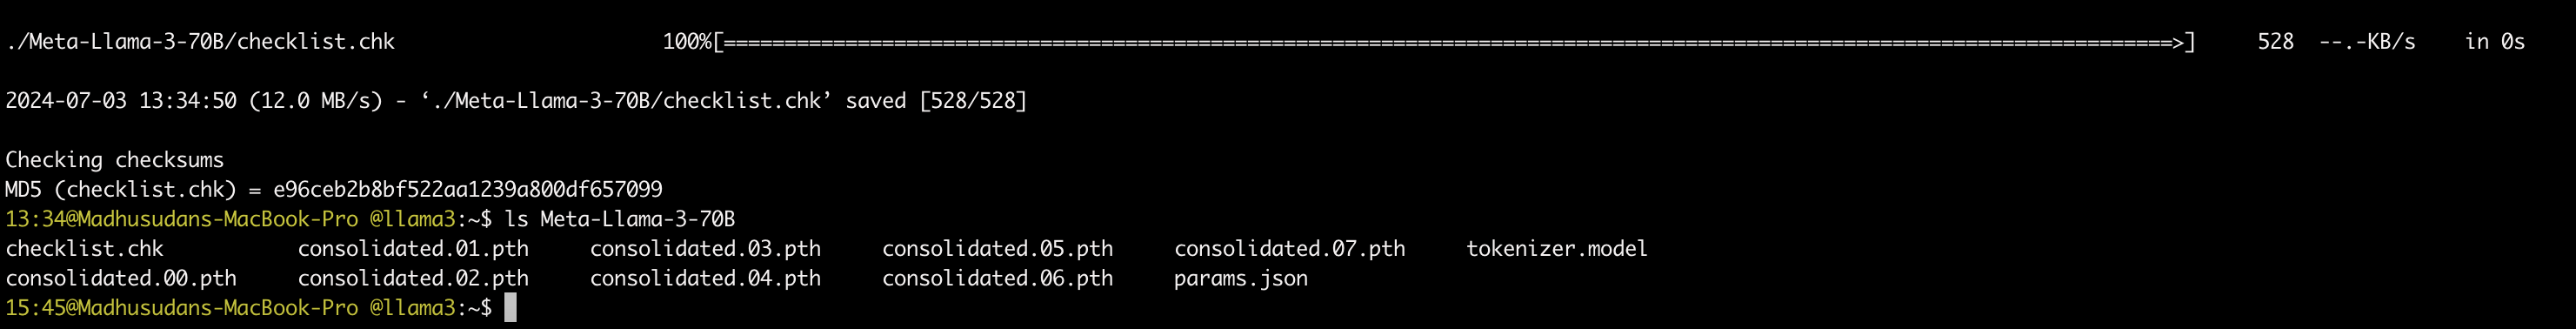 ./Meta-Llama-3-70B/checklist.chk 100%[=======================================================================================================================>] 528 --.-KB/s in 0s
2024-07-03 13:34:50 (12.0 MB/s) - ‘./Meta-Llama-3-70B/checklist.chk’ saved [528/528]
Checking checksums
MD5 (checklist.chk) = e96ceb2b8bf522aa1239a800df657099
13:34@Madhusudans-MacBook-Pro @llama3:~$ ls Meta-Llama-3-70B
checklist.chk consolidated.01.pth consolidated.03.pth consolidated.05.pth consolidated.07.pth tokenizer.model
consolidated.00.pth consolidated.02.pth consolidated.04.pth consolidated.06.pth params.json
15:45@Madhusudans-MacBook-Pro @llama3:~$